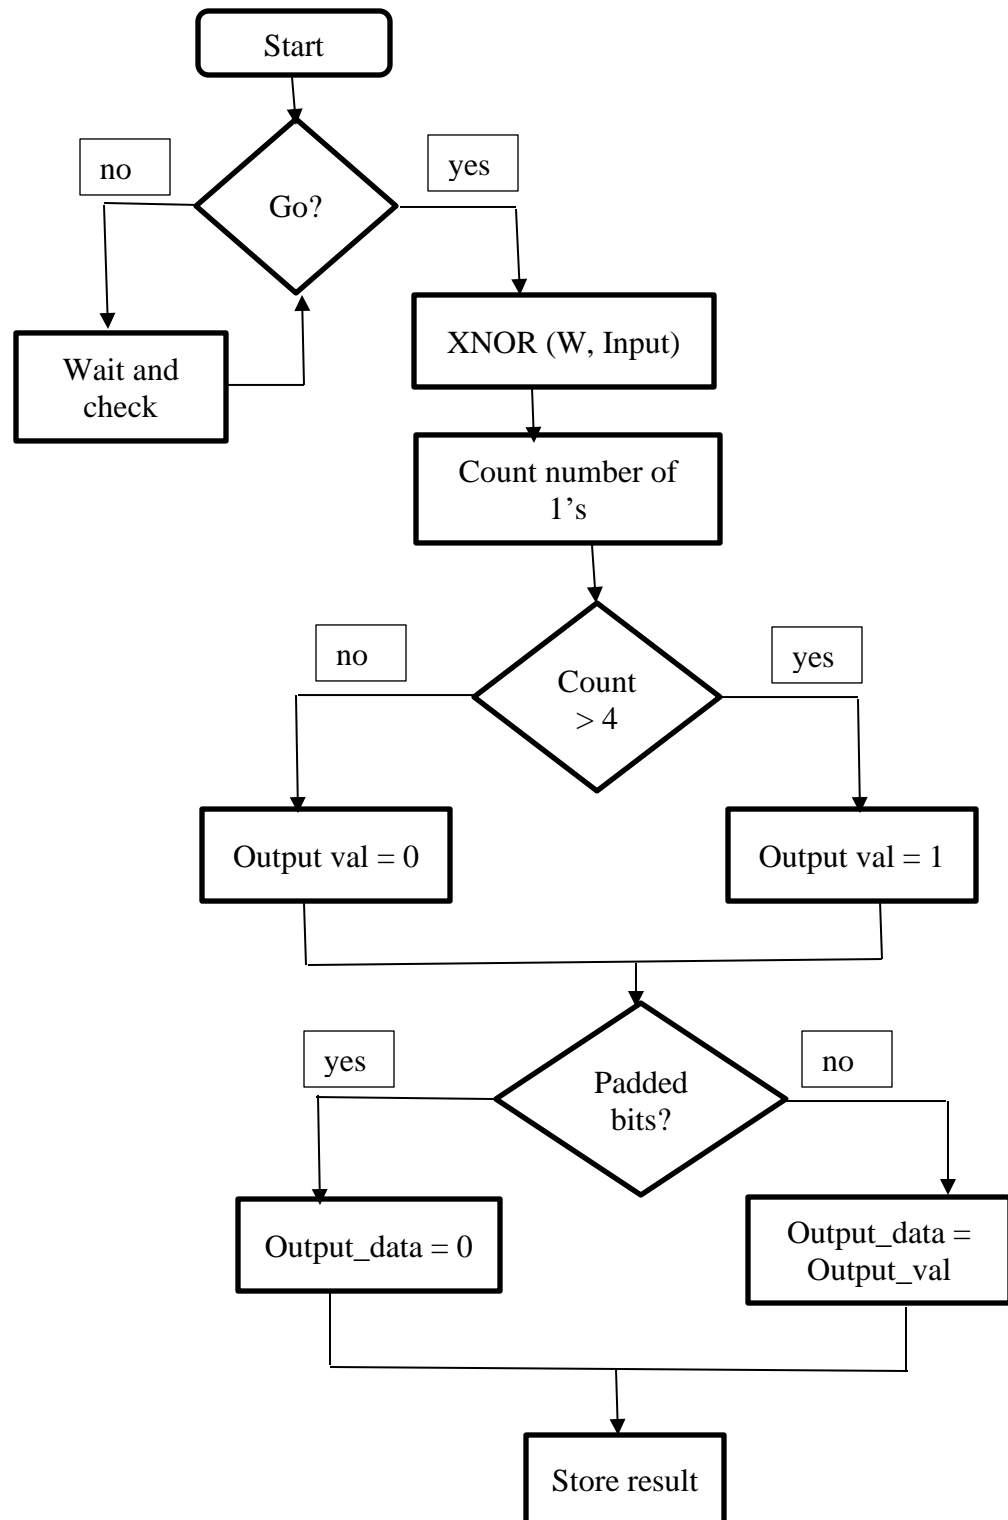 Start
no
yes
Go?
XNOR (W, Input)
Wait and
check
Count number of
1’s
no
yes
Count
> 4
Output val = 0
Output val = 1
yes
no
Padded
bits?
Output_data = 0
Output_data =
Output_val
Store result